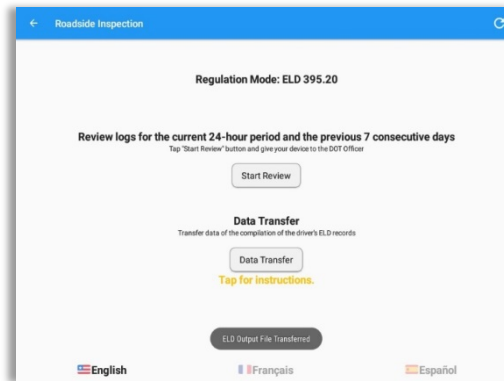 Roadside Inspection
Regulation Mode: ELD 395.20
Review logs for the current 24-hour period and the previous 7 consecutive days
Tap "Start Review" button and give your device to the DOT Officer
Start Review
Data Transfer
Transfer data of the compilation of the driver's ELD records
Data Transfer
Tap for instructions.
ELD Output File Transferred
English Français Español